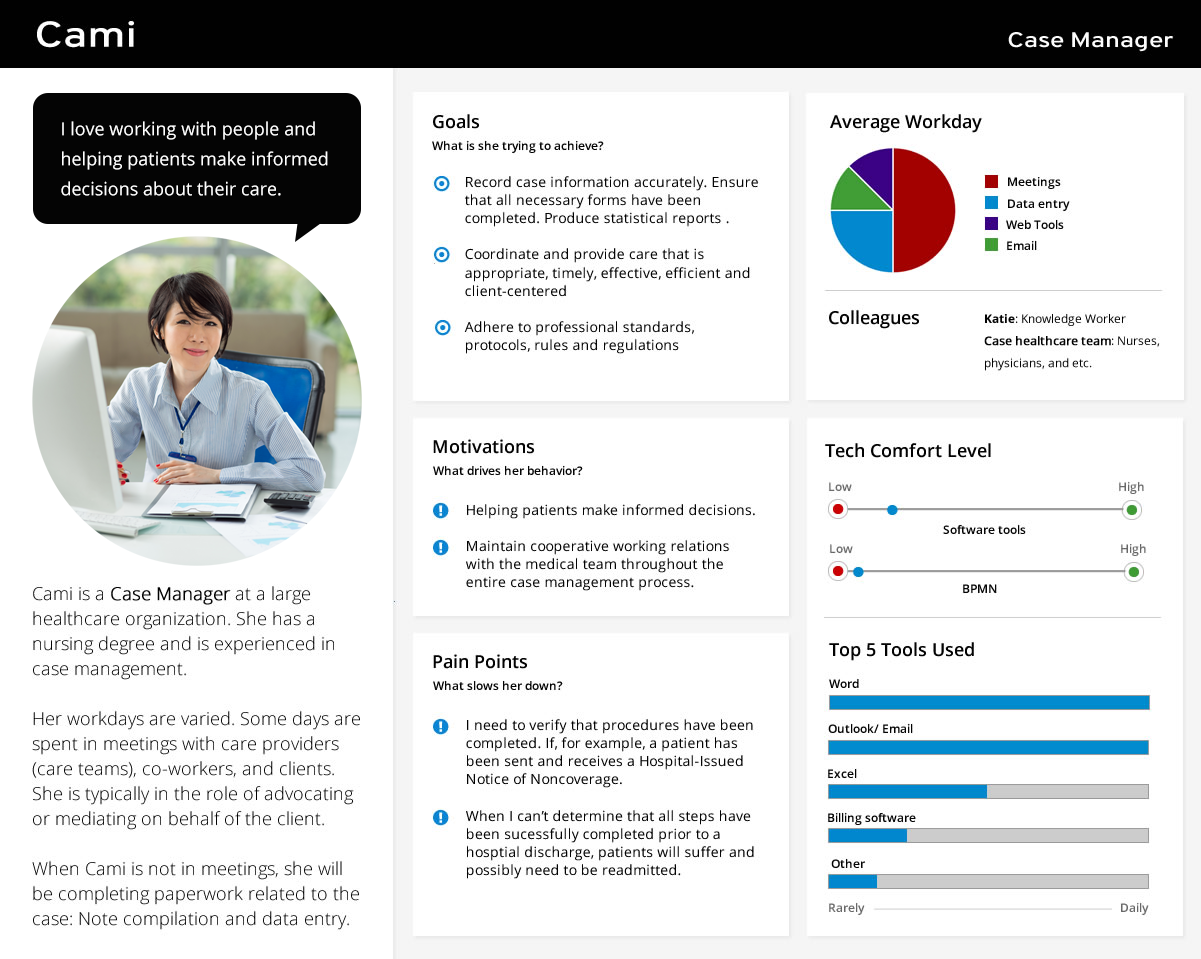 Cami
Case Manager
I love working with people and
helping patients make informed
decisions about their care.
Cami is a Case Manager at a large
healthcare organization. She has a
nursing degree and is experienced in
case management.
Her workdays are varied. Some days are
spent in meetings with care providers
(care teams), co-workers, and clients.
She is typically in the role of advocating
or mediating on behalf of the client.
When Cami is not in meetings, she will
be completing paperwork related to the
case: Note compilation and data entry.
Goals
What is she trying to achieve?
Record case information accurately. Ensure
that all necessary forms have been
completed. Produce statistical reports .
Coordinate and provide care that is
appropriate, timely, effective, efficient and
client-centered
Adhere to professional standards,
protocols, rules and regulations
Motivations
What drives her behavior?
Helping patients make informed decisions.
Maintain cooperative working relations
with the medical team throughout the
entire case management process.
Pain Points
What slows her down?
I need to verify that procedures have been
completed. If, for example, a patient has
been sent and receives a Hospital-Issued
Notice of Noncoverage.
When I can't determine that all steps have
been sucessfully completed prior to a
hosptial discharge, patients will suffer and
possibly need to be readmitted.
Average Workday
Meetings
Data entry
Web Tools
Email
Colleagues
Katie: Knowledge Worker
Case healthcare team: Nurses,
physicians, and etc.
Tech Comfort Level
Low High
Software tools
Low High
BPMN
Top 5 Tools Used
Word
Outlook/ Email
Excel
Billing software
Other
Rarely Daily